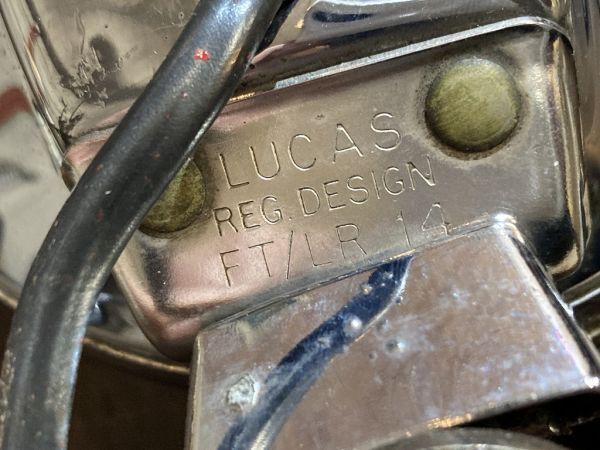 LUCAS
REG. DESIGN
FT/LR 14